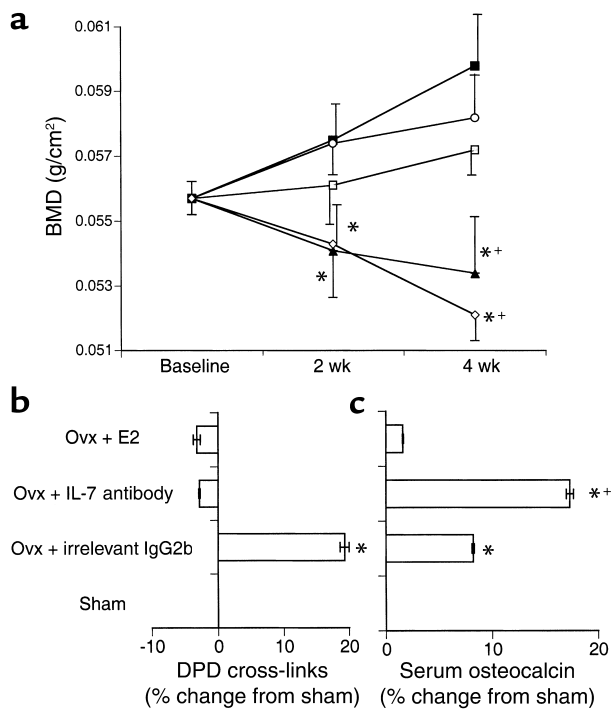 a
0.061
0.059
0.057
0.055
0.053
0.051
BMD (g/cm²)
*
*
*+
*+
Baseline
2 wk
4 wk
b
c
Ovx + E2
Ovx + IL-7 antibody
*+
Ovx + irrelevant IgG2b
*
*
Sham
-10
0
10
20
0
10
20
DPD cross-links
(% change from sham)
Serum osteocalcin
(% change from sham)